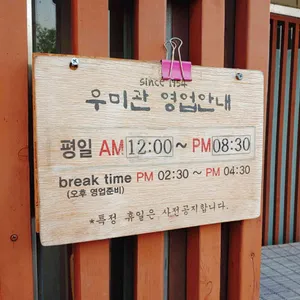 since 1954
우미관 영업안내
평일 AM 12:00 ~ PM 08:30
break time PM 02:30 ~ PM 04:30
(오후 영업준비)
*특정 휴일은 사전공지합니다.